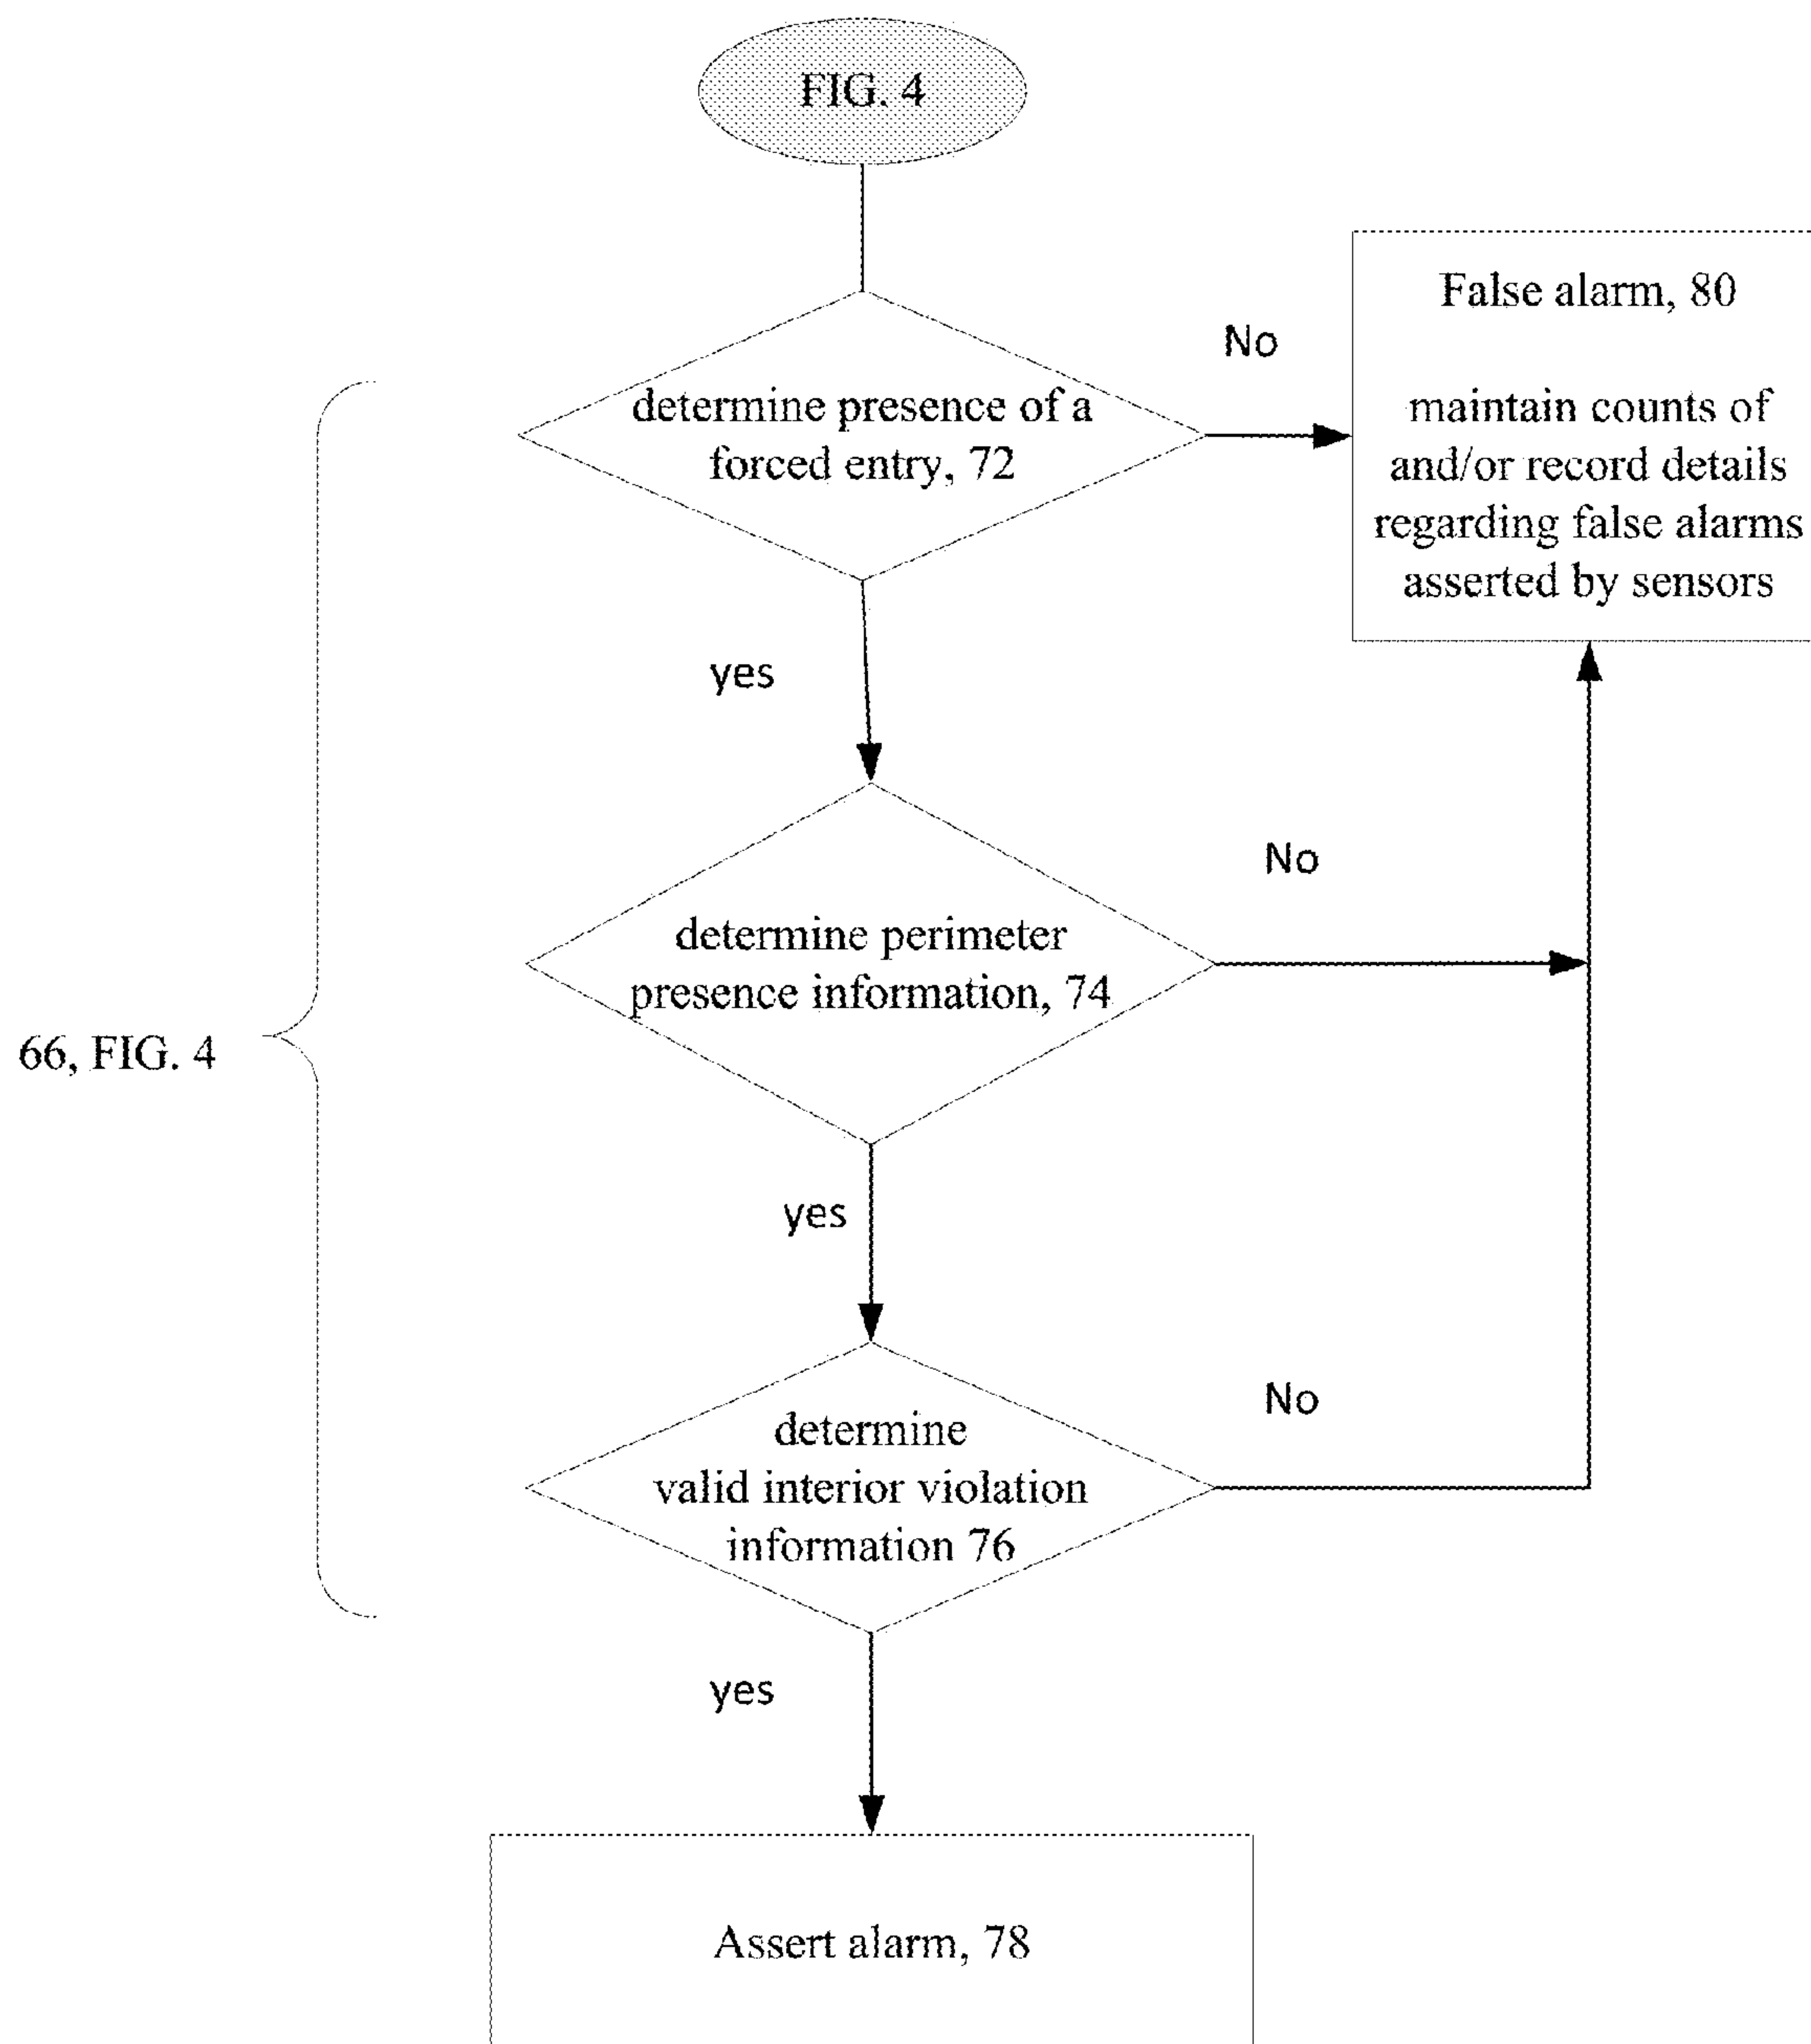 FIG. 4
No
False alarm, 80
maintain counts of
and/or record details
regarding false alarms
asserted by sensors
determine presence of a
forced entry, 72
yes
No
determine perimeter
presence information, 74
66, FIG. 4
yes
No
determine
valid interior violation
information 76
yes
Assert alarm, 78